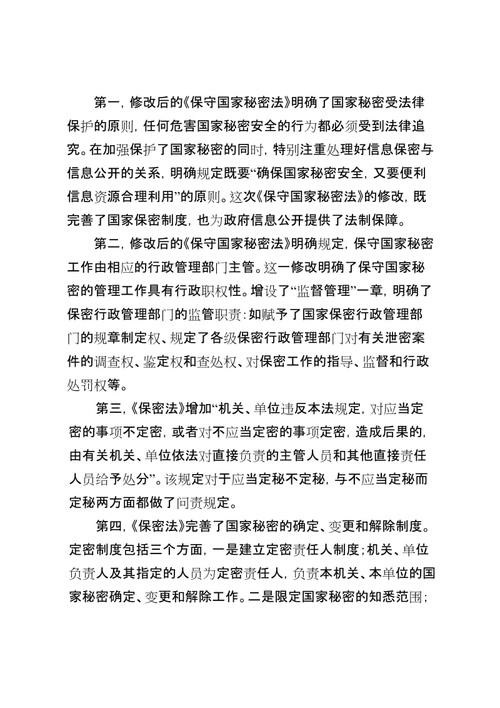 第一，修改后的《保守国家秘密法》明确了国家秘密受法律
保护的原则，任何危害国家秘密安全的行为都必须受到法律追
究。在加强保护了国家秘密的同时，特别注重处理好信息保密与
信息公开的关系，明确规定既要“确保国家秘密安全，又要便利
信息资源合理利用”的原则。这次《保守国家秘密法》的修改，既
完善了国家保密制度，也为政府信息公开提供了法制保障。
第二，修改后的《保守国家秘密法》明确规定，保守国家秘密
工作由相应的行政管理部门主管。这一修改明确了保守国家秘
密的管理工作具有行政职权性。增设了“监督管理”一章，明确了
保密行政管理部门的监管职责：如赋予了国家保密行政管理部
门的规章制定权、规定了各级保密行政管理部门对有关泄密案
件的调查权、鉴定权和查处权、对保密工作的指导、监督和行政
处罚权等。
第三，《保密法》增加“机关、单位违反本法规定，对应当定
密的事项不定密，或者对不应当定密的事项定密，造成后果的，
由有关机关、单位依法对直接负责的主管人员和其他直接责任
人员给予处分”。该规定对于应当定秘不定秘，与不应当定秘而
定秘两方面都做了问责规定。
第四，《保密法》完善了国家秘密的确定、变更和解除制度。
定密制度包括三个方面，一是建立定密责任人制度；机关、单位
负责人及其指定的人员为定密责任人，负责本机关、本单位的国
家秘密确定、变更和解除工作。二是限定国家秘密的知悉范围；